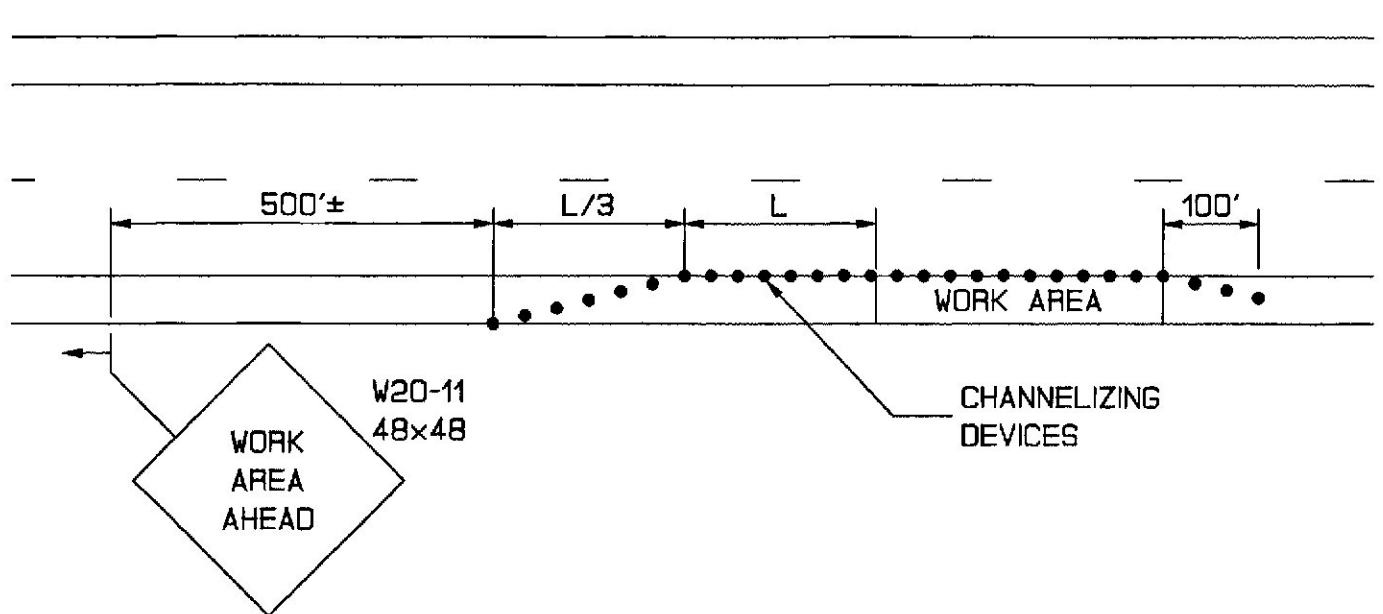 500'± L/3 L 100'
WORK AREA
W20-11
48x48
WORK
AREA
AHEAD
CHANNELIZING
DEVICES